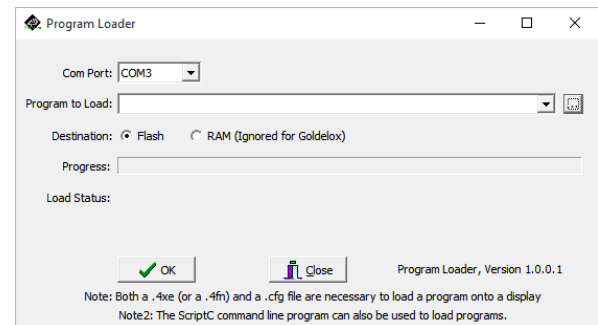 Program Loader
Com Port: COM3
Program to Load:
...
Destination: Flash RAM (Ignored for Goldelox)
Progress:
Load Status:
OK Close Program Loader, Version 1.0.0.1
Note: Both a .4xe (or a .4fn) and a .cfg file are necessary to load a program onto a display
Note2: The ScriptC command line program can also be used to load programs.